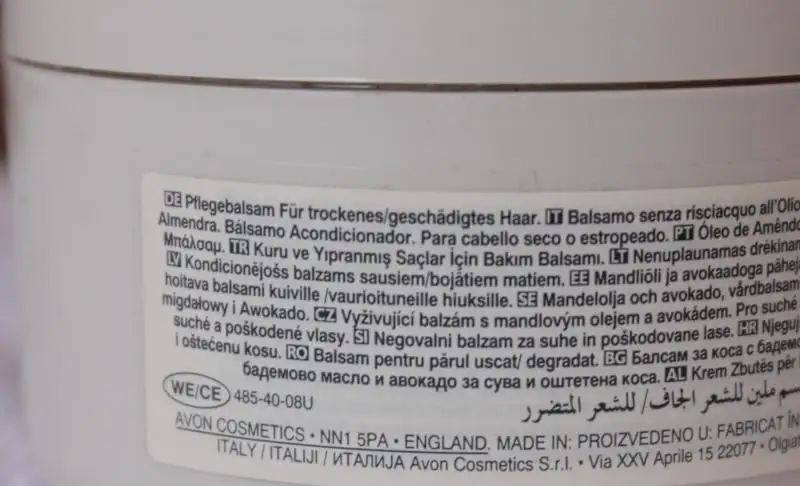 DE Pflegebalsam Für trockenes/geschädigtes Haar. IT Balsamo senza risciacquo all'Olio
Almendra. Bálsamo Acondicionador. Para cabello seco o estropeado. PT Óleo de Amêndo
Μπάλσαμ. TR Kuru ve Yıpranmış Saçlar İçin Bakım Balsamı. LT Nenuplaunamas drėkinam
LV Kondicionējošs balzams sausiem/bojātiem matiem. EE Mandliõli ja avokaadoga pähej
hoitava balsami kuiville /vaurioituneille hiuksille. SE Mandelolja och avokado, vårdbalsam
migdałowy i Awokado. CZ Vyživující balzám s mandlovým olejem a avokádem. Pro suché
suché a poškodené vlasy. SI Negovalni balzam za suhe in poškodovane lase. HR Njeguj
i oštećenu kosu. RO Balsam pentru părul uscat/ degradat. BG Балсам за коса с бадемо
бадемово масло и авокадо за сува и оштетена коса. AL Krem Zbutës për
سم ملين للشعر الجاف/ للشعر المتضرر
WE/CE 485-40-08U
AVON COSMETICS • NN1 5PA • ENGLAND. MADE IN: PROIZVEDENO U: FABRICAT ÎN
ITALY / ITALIJI / ИТАЛИЈА Avon Cosmetics S.r.l. • Via XXV Aprile 15 22077 • Olgiat